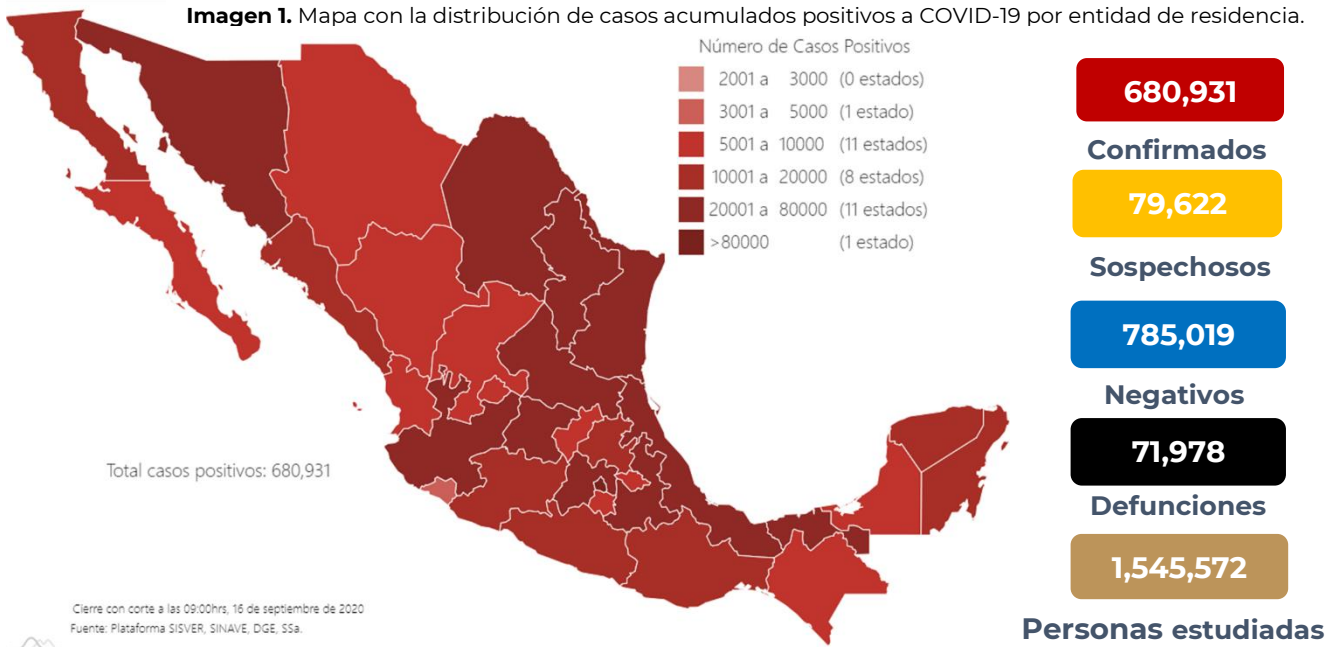 Imagen 1. Mapa con la distribución de casos acumulados positivos a COVID-19 por entidad de residencia.
Número de Casos Positivos
2001 a 3000 (0 estados)
3001 a 5000 (1 estado)
5001 a 10000 (11 estados)
10001 a 20000 (8 estados)
20001 a 80000 (11 estados)
>80000 (1 estado)
680,931
Confirmados
79,622
Sospechosos
785,019
Negativos
71,978
Defunciones
1,545,572
Personas estudiadas
Total casos positivos: 680,931
Cierre con corte a las 09:00hrs, 16 de septiembre de 2020
Fuente: Plataforma SISVER, SINAVE, DGE, SSa.